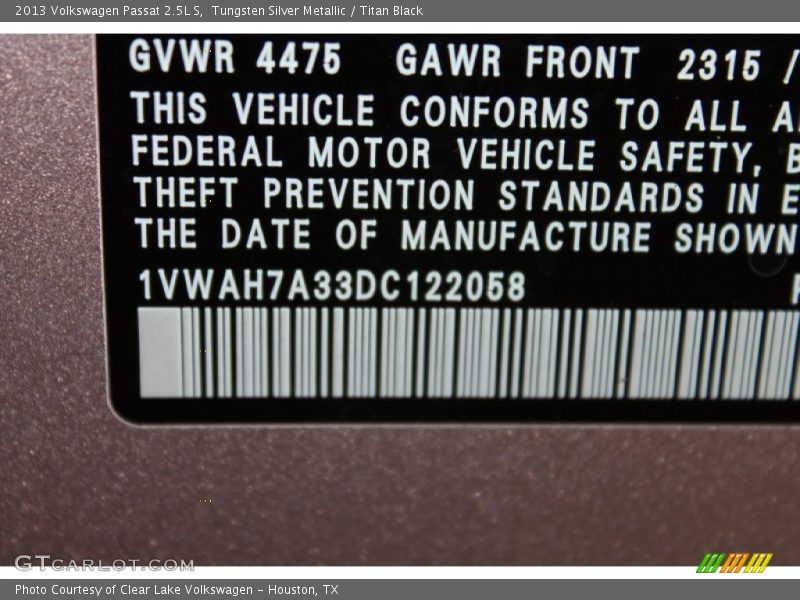 2013 Volkswagen Passat 2.5L S,  Tungsten Silver Metallic / Titan Black
GVWR 4475 GAWR FRONT 2315 /
THIS VEHICLE CONFORMS TO ALL
FEDERAL MOTOR VEHICLE SAFETY,
THEFT PREVENTION STANDARDS IN
THE DATE OF MANUFACTURE SHOWN
1VWAH7A33DC122058
GTCARLOT.COM
Photo Courtesy of Clear Lake Volkswagen – Houston, TX